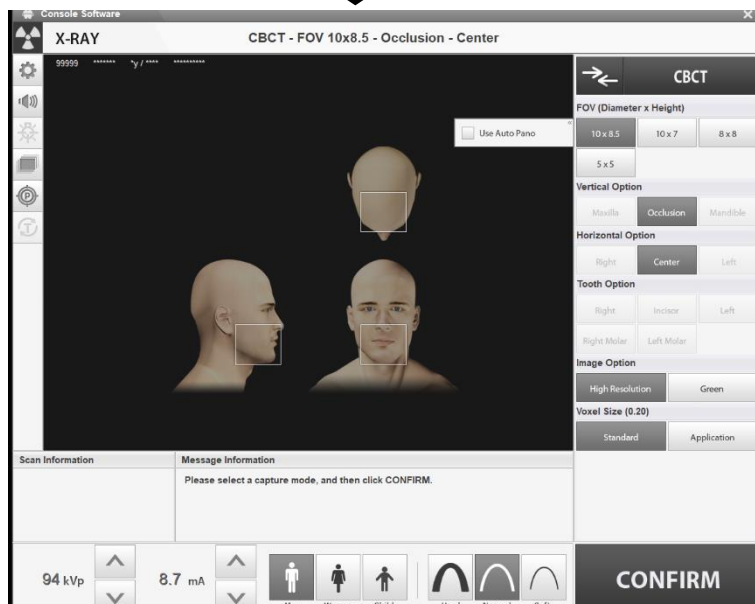 Console Software
X-RAY
CBCT - FOV 10x8.5 - Occlusion - Center
99999 ******* *y / **** **********
Use Auto Pano
CBCT
FOV (Diameter x Height)
10 x 8.5 10 x 7 8 x 8
5 x 5
Vertical Option
Maxilla Occlusion Mandible
Horizontal Option
Right Center Left
Tooth Option
Right Incisor Left
Right Molar Left Molar
Image Option
High Resolution Green
Voxel Size (0.20)
Standard Application
Scan Information
Message Information
Please select a capture mode, and then click CONFIRM.
94 kVp 8.7 mA
CONFIRM